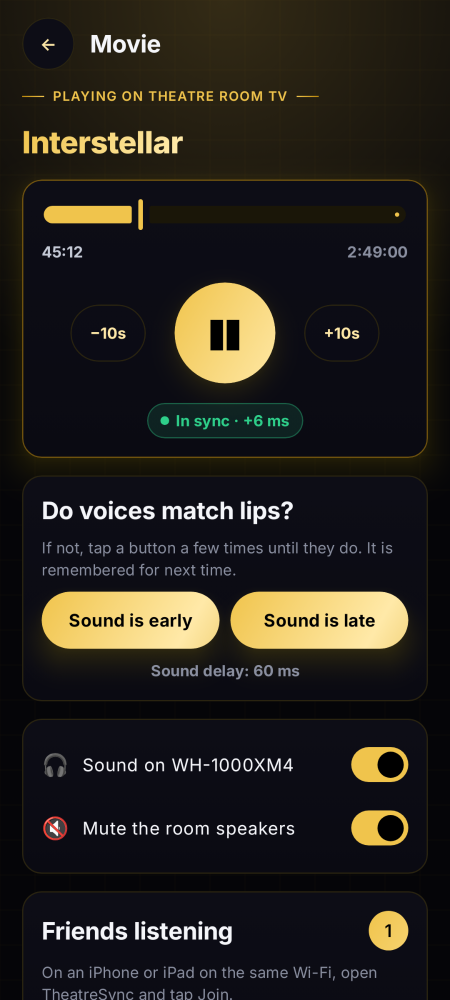 Movie
PLAYING ON THEATRE ROOM TV
Interstellar
45:12
2:49:00
−10s
+10s
In sync · +6 ms
Do voices match lips?
If not, tap a button a few times until they do. It is
remembered for next time.
Sound is early
Sound is late
Sound delay: 60 ms
Sound on WH-1000XM4
Mute the room speakers
Friends listening
1
On an iPhone or iPad on the same Wi-Fi, open
TheatreSync and tap Join.